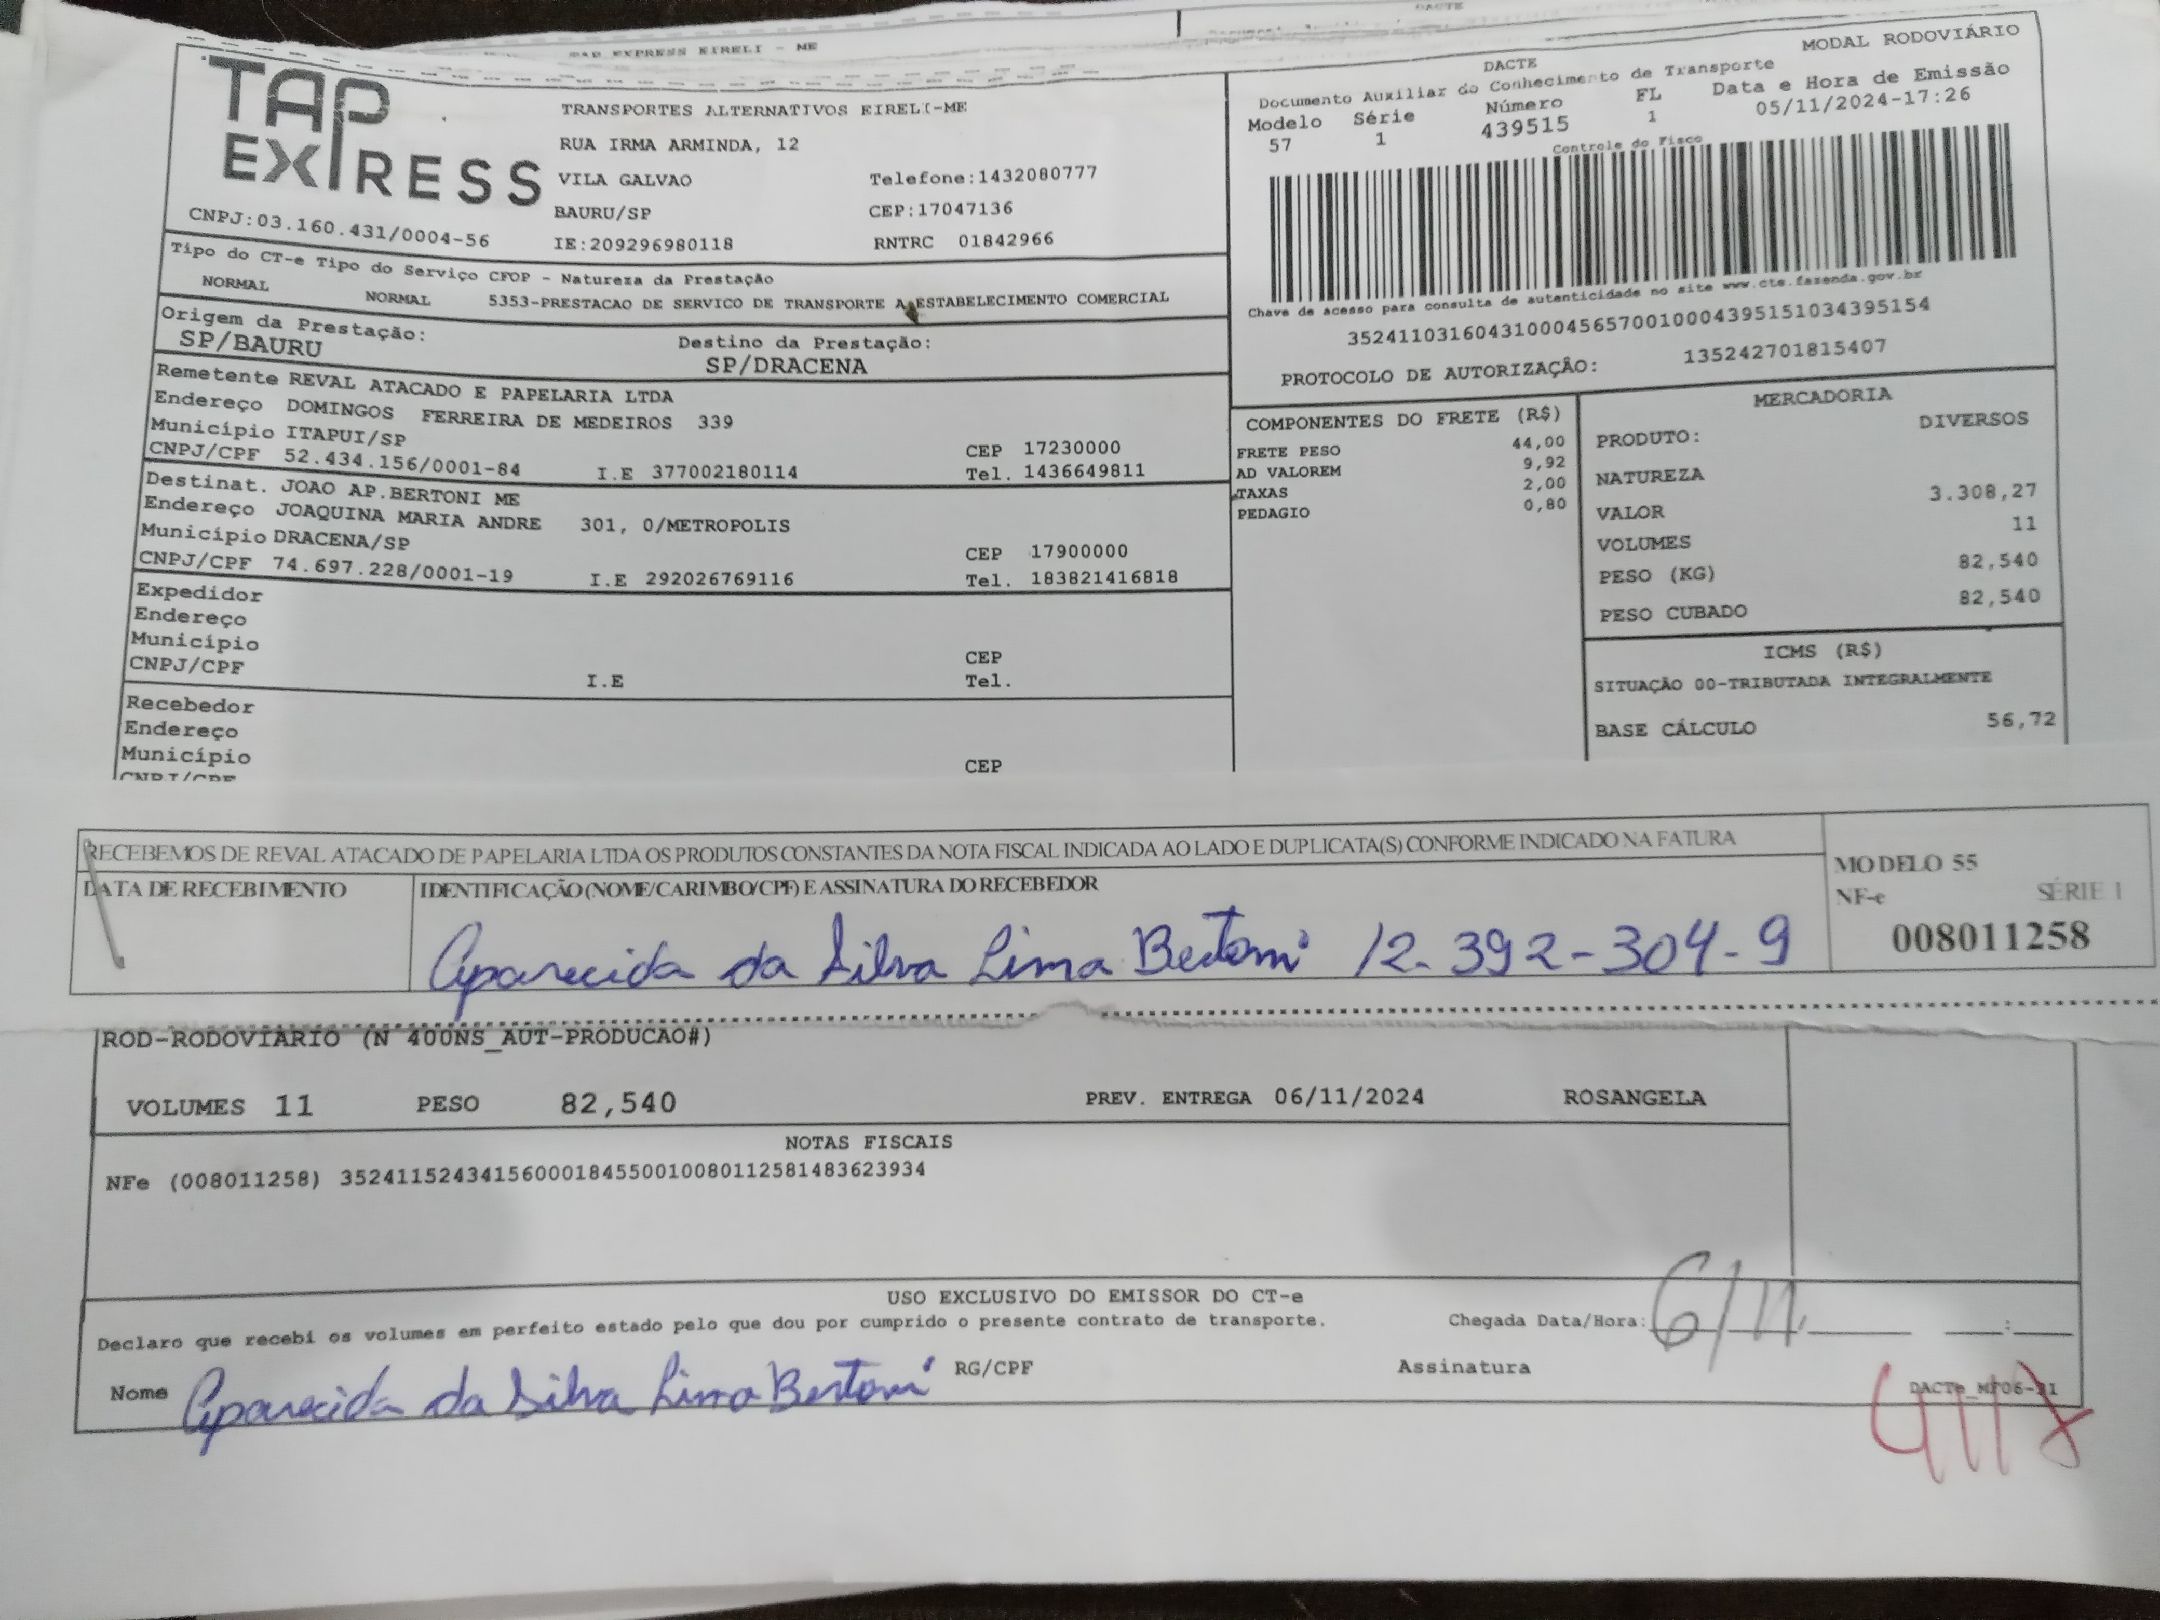 TAP EXPRESS EIRELI - ME
DACTE
TAP
EXPRESS
CNPJ:03.160.431/0004-56
TRANSPORTES ALTERNATIVOS EIRELI-ME
RUA IRMA ARMINDA, 12
VILA GALVAO Telefone:1432080777
BAURU/SP CEP:17047136
IE:209296980118 RNTRC 01842966
MODAL RODOVIÁRIO
DACTE
Documento Auxiliar do Conhecimento de Transporte
Modelo Série Número FL Data e Hora de Emissão
57 1 439515 1 05/11/2024-17:26
Controle do Fisco
Chave de acesso para consulta de autenticidade no site www.cte.fazenda.gov.br
35241103160431000456570010004395151034395154
PROTOCOLO DE AUTORIZAÇÃO: 135242701815407
Tipo do CT-e Tipo do Serviço CFOP - Natureza da Prestação
NORMAL NORMAL 5353-PRESTACAO DE SERVICO DE TRANSPORTE A ESTABELECIMENTO COMERCIAL
Origem da Prestação: Destino da Prestação:
SP/BAURU SP/DRACENA
Remetente REVAL ATACADO E PAPELARIA LTDA
Endereço DOMINGOS FERREIRA DE MEDEIROS 339
Município ITAPUI/SP CEP 17230000
CNPJ/CPF 52.434.156/0001-84 I.E 377002180114 Tel. 1436649811
Destinat. JOAO AP.BERTONI ME
Endereço JOAQUINA MARIA ANDRE 301, 0/METROPOLIS
Município DRACENA/SP CEP 17900000
CNPJ/CPF 74.697.228/0001-19 I.E 292026769116 Tel. 183821416818
Expedidor
Endereço
Município CEP
CNPJ/CPF I.E Tel.
Recebedor
Endereço
Município CEP
CNPJ/CPF
COMPONENTES DO FRETE (R$)
FRETE PESO 44,00
AD VALOREM 9,92
TAXAS 2,00
PEDAGIO 0,80
MERCADORIA
PRODUTO: DIVERSOS
NATUREZA
VALOR 3.308,27
VOLUMES 11
PESO (KG) 82,540
PESO CUBADO 82,540
ICMS (R$)
SITUAÇÃO 00-TRIBUTADA INTEGRALMENTE
BASE CÁLCULO 56,72
RECEBEMOS DE REVAL ATACADO DE PAPELARIA LTDA OS PRODUTOS CONSTANTES DA NOTA FISCAL INDICADA AO LADO E DUPLICATA(S) CONFORME INDICADO NA FATURA
DATA DE RECEBIMENTO IDENTIFICAÇÃO (NOME/CARIMBO/CPF) E ASSINATURA DO RECEBEDOR
Aparecida da Silva Lima Bertoni 12-392-304-9
MODELO 55
NF-e SÉRIE 1
008011258
ROD-RODOVIARIO (N 400NS_AUT-PRODUCAO#)
VOLUMES 11 PESO 82,540 PREV. ENTREGA 06/11/2024 ROSANGELA
NOTAS FISCAIS
NFe (008011258) 35241152434156000184550010080112581483623934
USO EXCLUSIVO DO EMISSOR DO CT-e
Declaro que recebi os volumes em perfeito estado pelo que dou por cumprido o presente contrato de transporte. Chegada Data/Hora: 6/11
Nome Aparecida da Silva Lima Bertoni RG/CPF Assinatura
DACTe_MF06-21